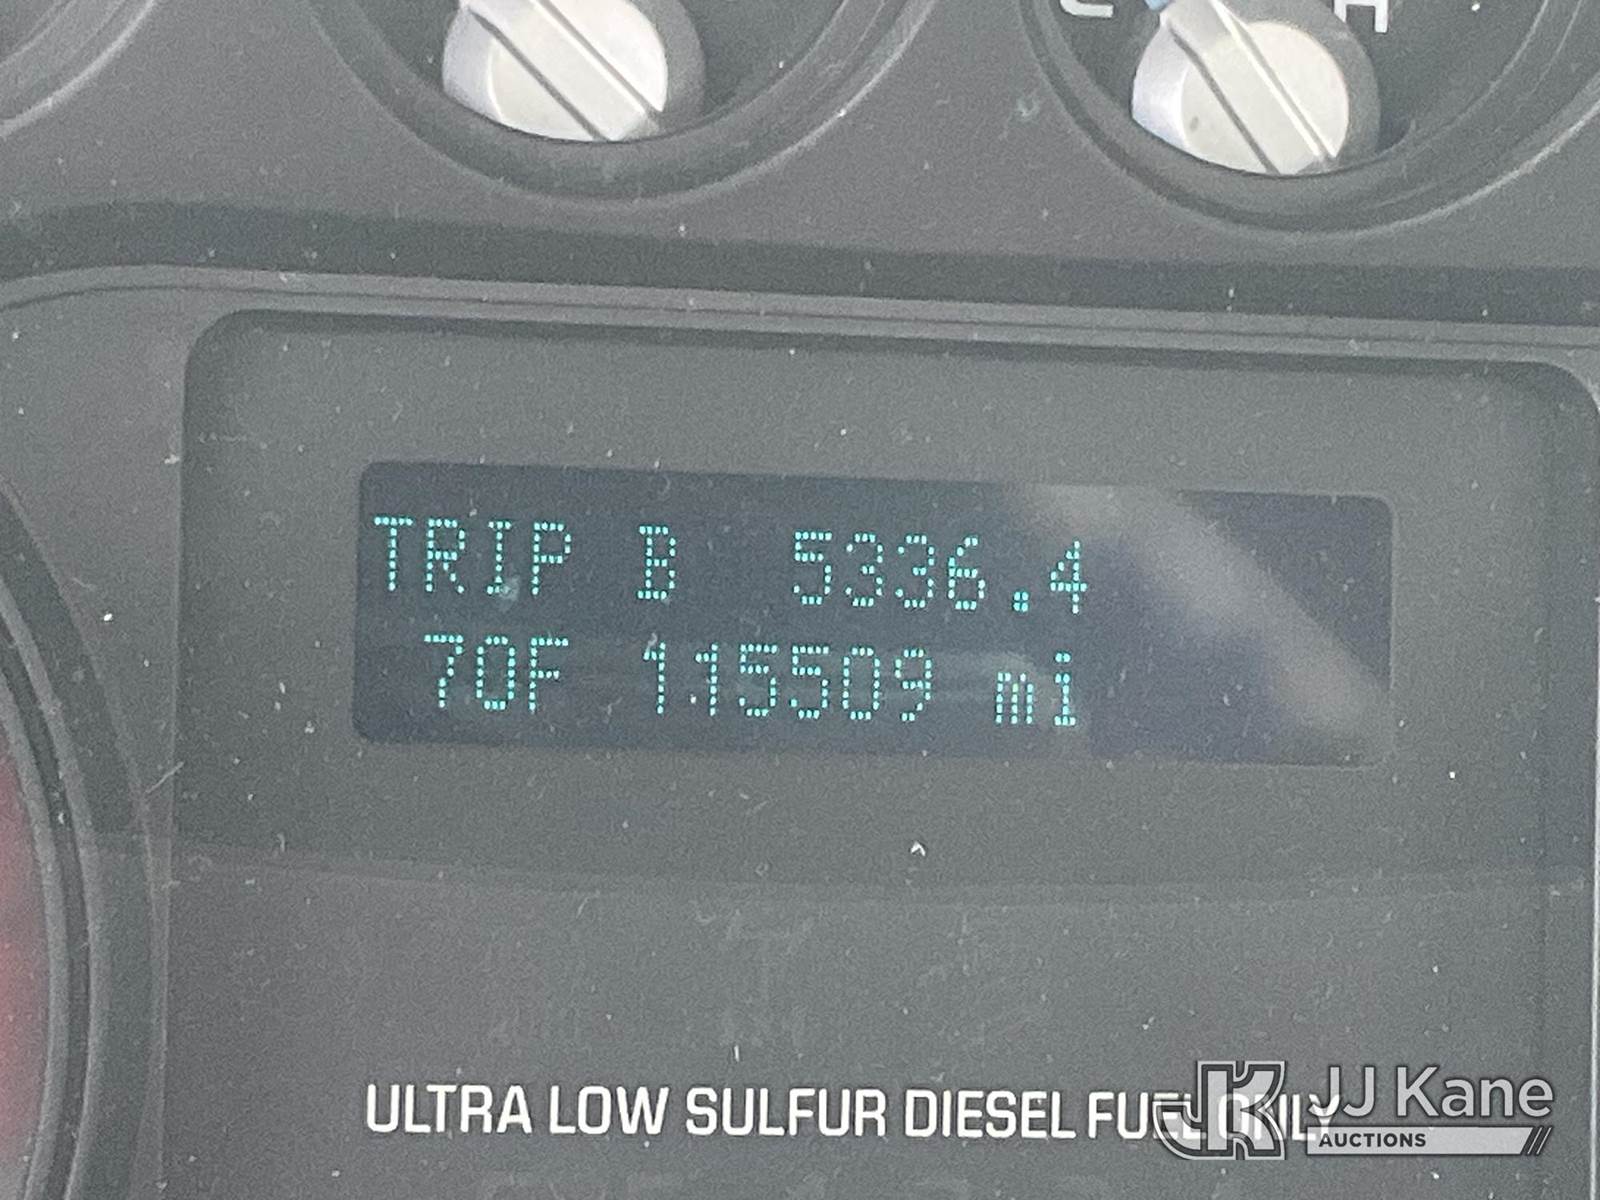 C H
TRIP B 5336.4
70F 115509 mi
ULTRA LOW SULFUR DIESEL FUEL ONLY
JJ Kane
AUCTIONS